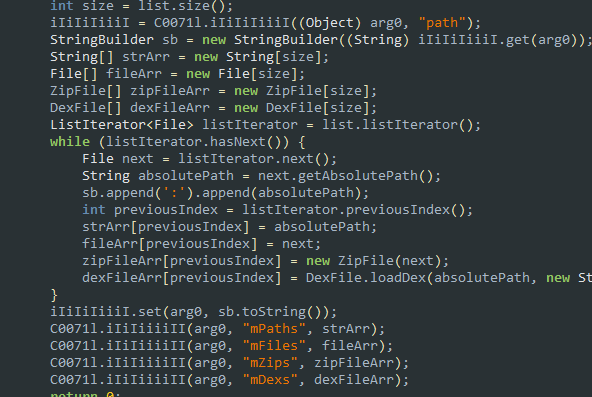 int size = list.size();
iIiIiIiiiI = C0071l.iIiIiIiiiI((Object) arg0, "path");
StringBuilder sb = new StringBuilder((String) iIiIiIiiiI.get(arg0));
String[] strArr = new String[size];
File[] fileArr = new File[size];
ZipFile[] zipFileArr = new ZipFile[size];
DexFile[] dexFileArr = new DexFile[size];
ListIterator<File> listIterator = list.listIterator();
while (listIterator.hasNext()) {
File next = listIterator.next();
String absolutePath = next.getAbsolutePath();
sb.append(':').append(absolutePath);
int previousIndex = listIterator.previousIndex();
strArr[previousIndex] = absolutePath;
fileArr[previousIndex] = next;
zipFileArr[previousIndex] = new ZipFile(next);
dexFileArr[previousIndex] = DexFile.loadDex(absolutePath, new St
}
iIiIiIiiiI.set(arg0, sb.toString());
C0071l.iIiIiiiiII(arg0, "mPaths", strArr);
C0071l.iIiIiiiiII(arg0, "mFiles", fileArr);
C0071l.iIiIiiiiII(arg0, "mZips", zipFileArr);
C0071l.iIiIiiiiII(arg0, "mDexs", dexFileArr);
return 0;